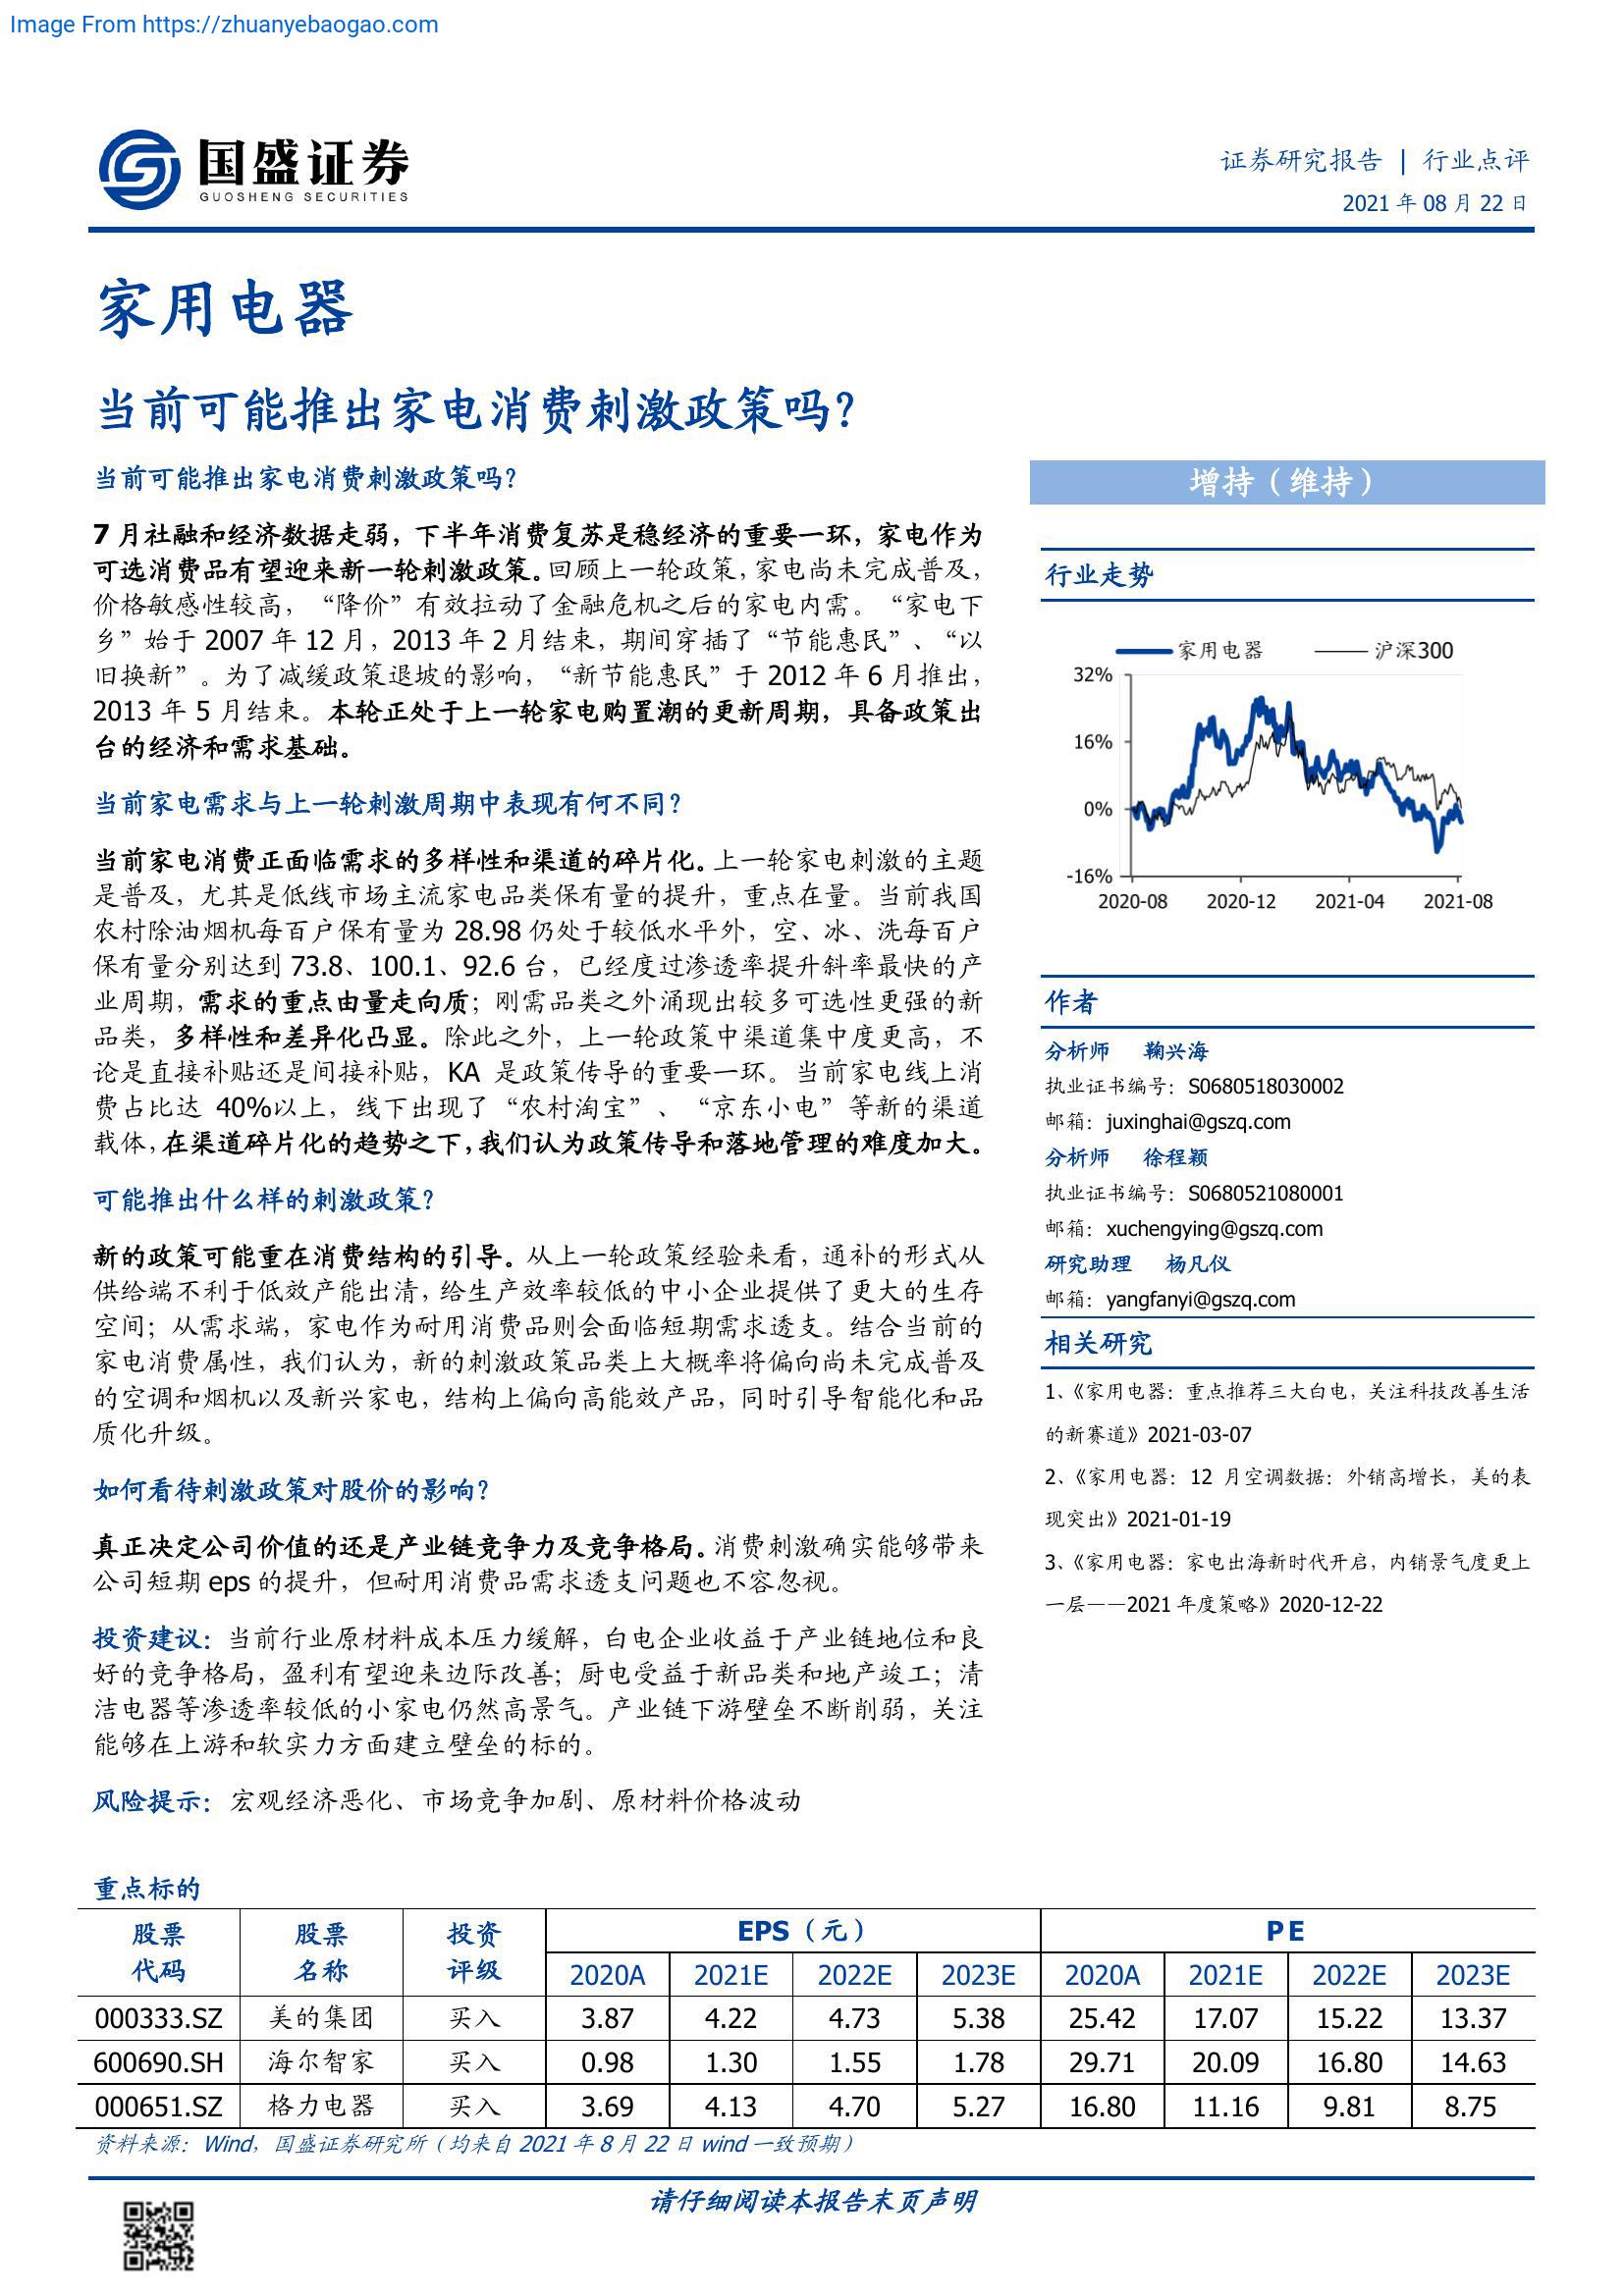 Image From https://zhuanyebaogao.com
国盛证券
GUOSHENG SECURITIES
证券研究报告 | 行业点评
2021 年 08 月 22 日
家用电器
当前可能推出家电消费刺激政策吗？
当前可能推出家电消费刺激政策吗？
7 月社融和经济数据走弱，下半年消费复苏是稳经济的重要一环，家电作为
可选消费品有望迎来新一轮刺激政策。回顾上一轮政策，家电尚未完成普及，
价格敏感性较高，“降价”有效拉动了金融危机之后的家电内需。“家电下
乡”始于 2007 年 12 月，2013 年 2 月结束，期间穿插了“节能惠民”、“以
旧换新”。为了减缓政策退坡的影响，“新节能惠民”于 2012 年 6 月推出，
2013 年 5 月结束。本轮正处于上一轮家电购置潮的更新周期，具备政策出
台的经济和需求基础。
当前家电需求与上一轮刺激周期中表现有何不同？
当前家电消费正面临需求的多样性和渠道的碎片化。上一轮家电刺激的主题
是普及，尤其是低线市场主流家电品类保有量的提升，重点在量。当前我国
农村除油烟机每百户保有量为 28.98 仍处于较低水平外，空、冰、洗每百户
保有量分别达到 73.8、100.1、92.6 台，已经度过渗透率提升斜率最快的产
业周期，需求的重点由量走向质；刚需品类之外涌现出较多可选性更强的新
品类，多样性和差异化凸显。除此之外，上一轮政策中渠道集中度更高，不
论是直接补贴还是间接补贴，KA 是政策传导的重要一环。当前家电线上消
费占比达 40%以上，线下出现了“农村淘宝”、“京东小电”等新的渠道
载体，在渠道碎片化的趋势之下，我们认为政策传导和落地管理的难度加大。
可能推出什么样的刺激政策？
新的政策可能重在消费结构的引导。从上一轮政策经验来看，通补的形式从
供给端不利于低效产能出清，给生产效率较低的中小企业提供了更大的生存
空间；从需求端，家电作为耐用消费品则会面临短期需求透支。结合当前的
家电消费属性，我们认为，新的刺激政策品类上大概率将偏向尚未完成普及
的空调和烟机以及新兴家电，结构上偏向高能效产品，同时引导智能化和品
质化升级。
如何看待刺激政策对股价的影响？
真正决定公司价值的还是产业链竞争力及竞争格局。消费刺激确实能够带来
公司短期 eps 的提升，但耐用消费品需求透支问题也不容忽视。
投资建议：当前行业原材料成本压力缓解，白电企业收益于产业链地位和良
好的竞争格局，盈利有望迎来边际改善；厨电受益于新品类和地产竣工；清
洁电器等渗透率较低的小家电仍然高景气。产业链下游壁垒不断削弱，关注
能够在上游和软实力方面建立壁垒的标的。
风险提示：宏观经济恶化、市场竞争加剧、原材料价格波动
增持（维持）
行业走势
家用电器 沪深300
32%
16%
0%
-16%
2020-08 2020-12 2021-04 2021-08
作者
分析师 鞠兴海
执业证书编号：S0680518030002
邮箱：juxinghai@gszq.com
分析师 徐程颖
执业证书编号：S0680521080001
邮箱：xuchengying@gszq.com
研究助理 杨凡仪
邮箱：yangfanyi@gszq.com
相关研究
1、《家用电器：重点推荐三大白电，关注科技改善生活
的新赛道》2021-03-07
2、《家用电器：12 月空调数据：外销高增长，美的表
现突出》2021-01-19
3、《家用电器：家电出海新时代开启，内销景气度更上
一层——2021 年度策略》2020-12-22
重点标的
股票 股票 投资 EPS（元） PE
代码 名称 评级 2020A 2021E 2022E 2023E 2020A 2021E 2022E 2023E
000333.SZ 美的集团 买入 3.87 4.22 4.73 5.38 25.42 17.07 15.22 13.37
600690.SH 海尔智家 买入 0.98 1.30 1.55 1.78 29.71 20.09 16.80 14.63
000651.SZ 格力电器 买入 3.69 4.13 4.70 5.27 16.80 11.16 9.81 8.75
资料来源：Wind，国盛证券研究所（均来自 2021 年 8 月 22 日 wind 一致预期）
请仔细阅读本报告末页声明